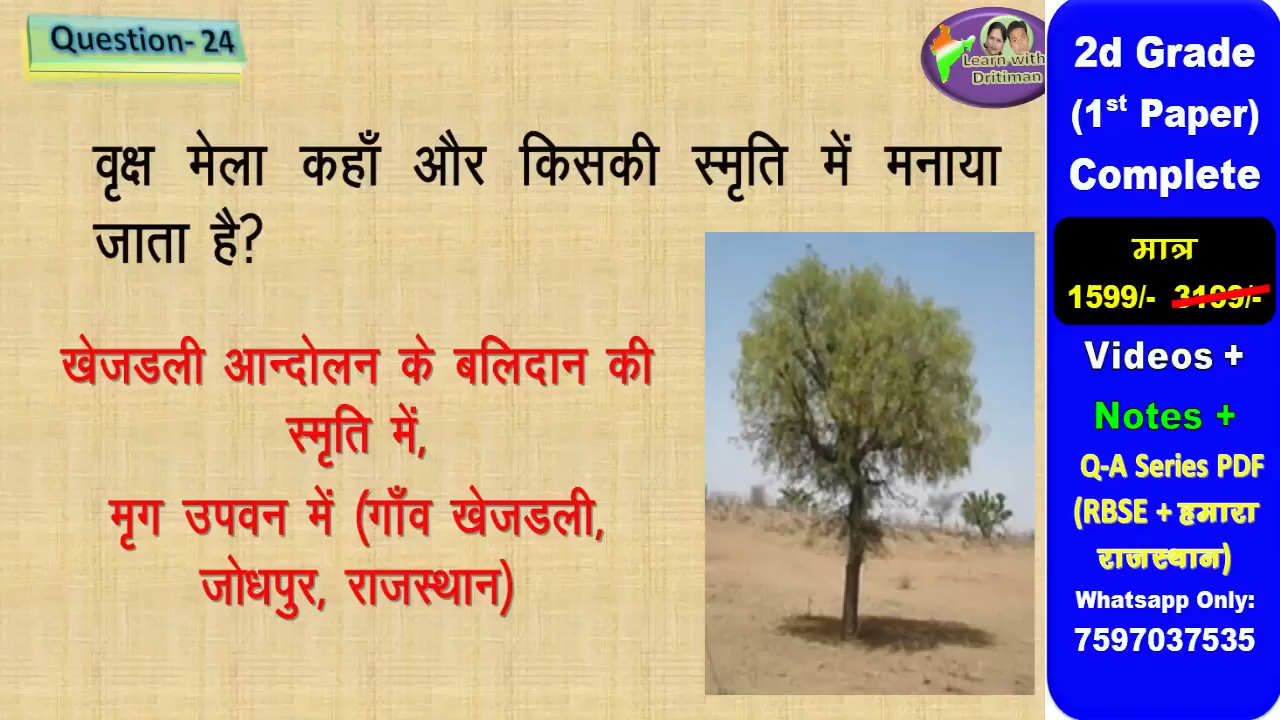 Question- 24
Learn with
Dritiman
वृक्ष मेला कहाँ और किसकी स्मृति में मनाया
जाता है?
खेजडली आन्दोलन के बलिदान की
स्मृति में,
मृग उपवन में (गाँव खेजडली,
जोधपुर, राजस्थान)
2d Grade
(1st Paper)
Complete
मात्र
1599/- 3199/-
Videos +
Notes +
Q-A Series PDF
(RBSE + हमारा
राजस्थान)
Whatsapp Only:
7597037535